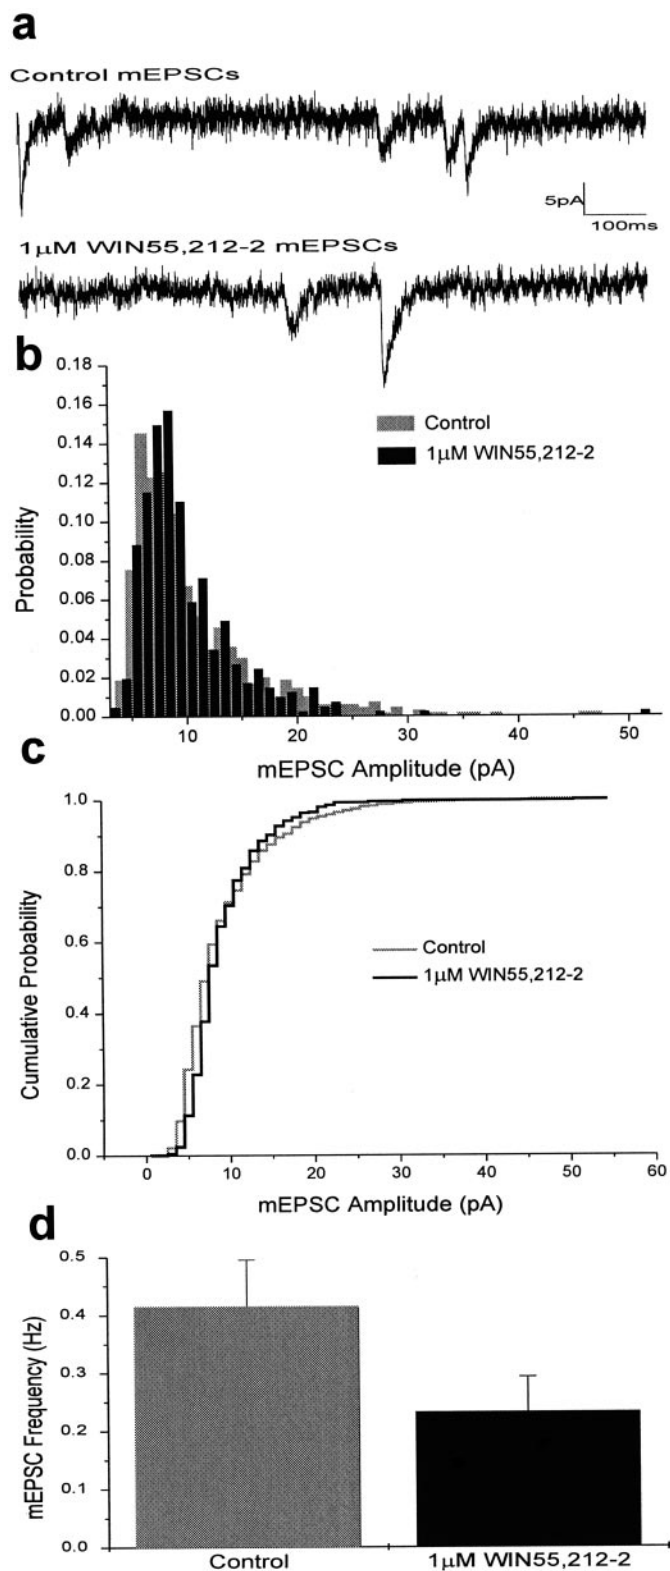 a
Control mEPSCs
5pA
100ms
1μM WIN55,212-2 mEPSCs
b
0.18
0.16
0.14
0.12
0.10
0.08
0.06
0.04
0.02
0.00
Probability
Control
1μM WIN55,212-2
10 20 30 40 50
mEPSC Amplitude (pA)
c
1.0
0.8
0.6
0.4
0.2
0.0
Cumulative Probability
Control
1μM WIN55,212-2
0 10 20 30 40 50 60
mEPSC Amplitude (pA)
d
0.5
0.4
0.3
0.2
0.1
0.0
mEPSC Frequency (Hz)
Control 1μM WIN55,212-2